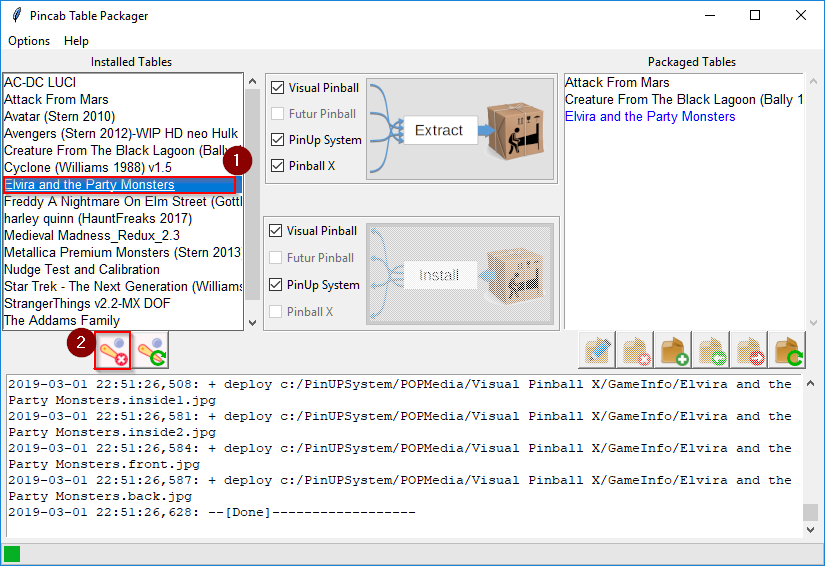 Pincab Table Packager
Options Help
Installed Tables
Packaged Tables
AC-DC LUCI
Attack From Mars
Avatar (Stern 2010)
Avengers (Stern 2012)-WIP HD neo Hulk
Creature From The Black Lagoon (Bally
Cyclone (Williams 1988) v1.5
Elvira and the Party Monsters
Freddy A Nightmare On Elm Street (Gottl
harley quinn (HauntFreaks 2017)
Medieval Madness_Redux_2.3
Metallica Premium Monsters (Stern 2013
Nudge Test and Calibration
Star Trek - The Next Generation (Williams
StrangerThings v2.2-MX DOF
The Addams Family
1
2
Visual Pinball
Futur Pinball
PinUp System
Pinball X
Extract
Visual Pinball
Futur Pinball
PinUp System
Pinball X
Install
Attack From Mars
Creature From The Black Lagoon (Bally 1
Elvira and the Party Monsters
2019-03-01 22:51:26,508: + deploy c:/PinUPSystem/POPMedia/Visual Pinball X/GameInfo/Elvira and the
Party Monsters.inside1.jpg
2019-03-01 22:51:26,581: + deploy c:/PinUPSystem/POPMedia/Visual Pinball X/GameInfo/Elvira and the
Party Monsters.inside2.jpg
2019-03-01 22:51:26,584: + deploy c:/PinUPSystem/POPMedia/Visual Pinball X/GameInfo/Elvira and the
Party Monsters.front.jpg
2019-03-01 22:51:26,587: + deploy c:/PinUPSystem/POPMedia/Visual Pinball X/GameInfo/Elvira and the
Party Monsters.back.jpg
2019-03-01 22:51:26,628: --[Done]------------------